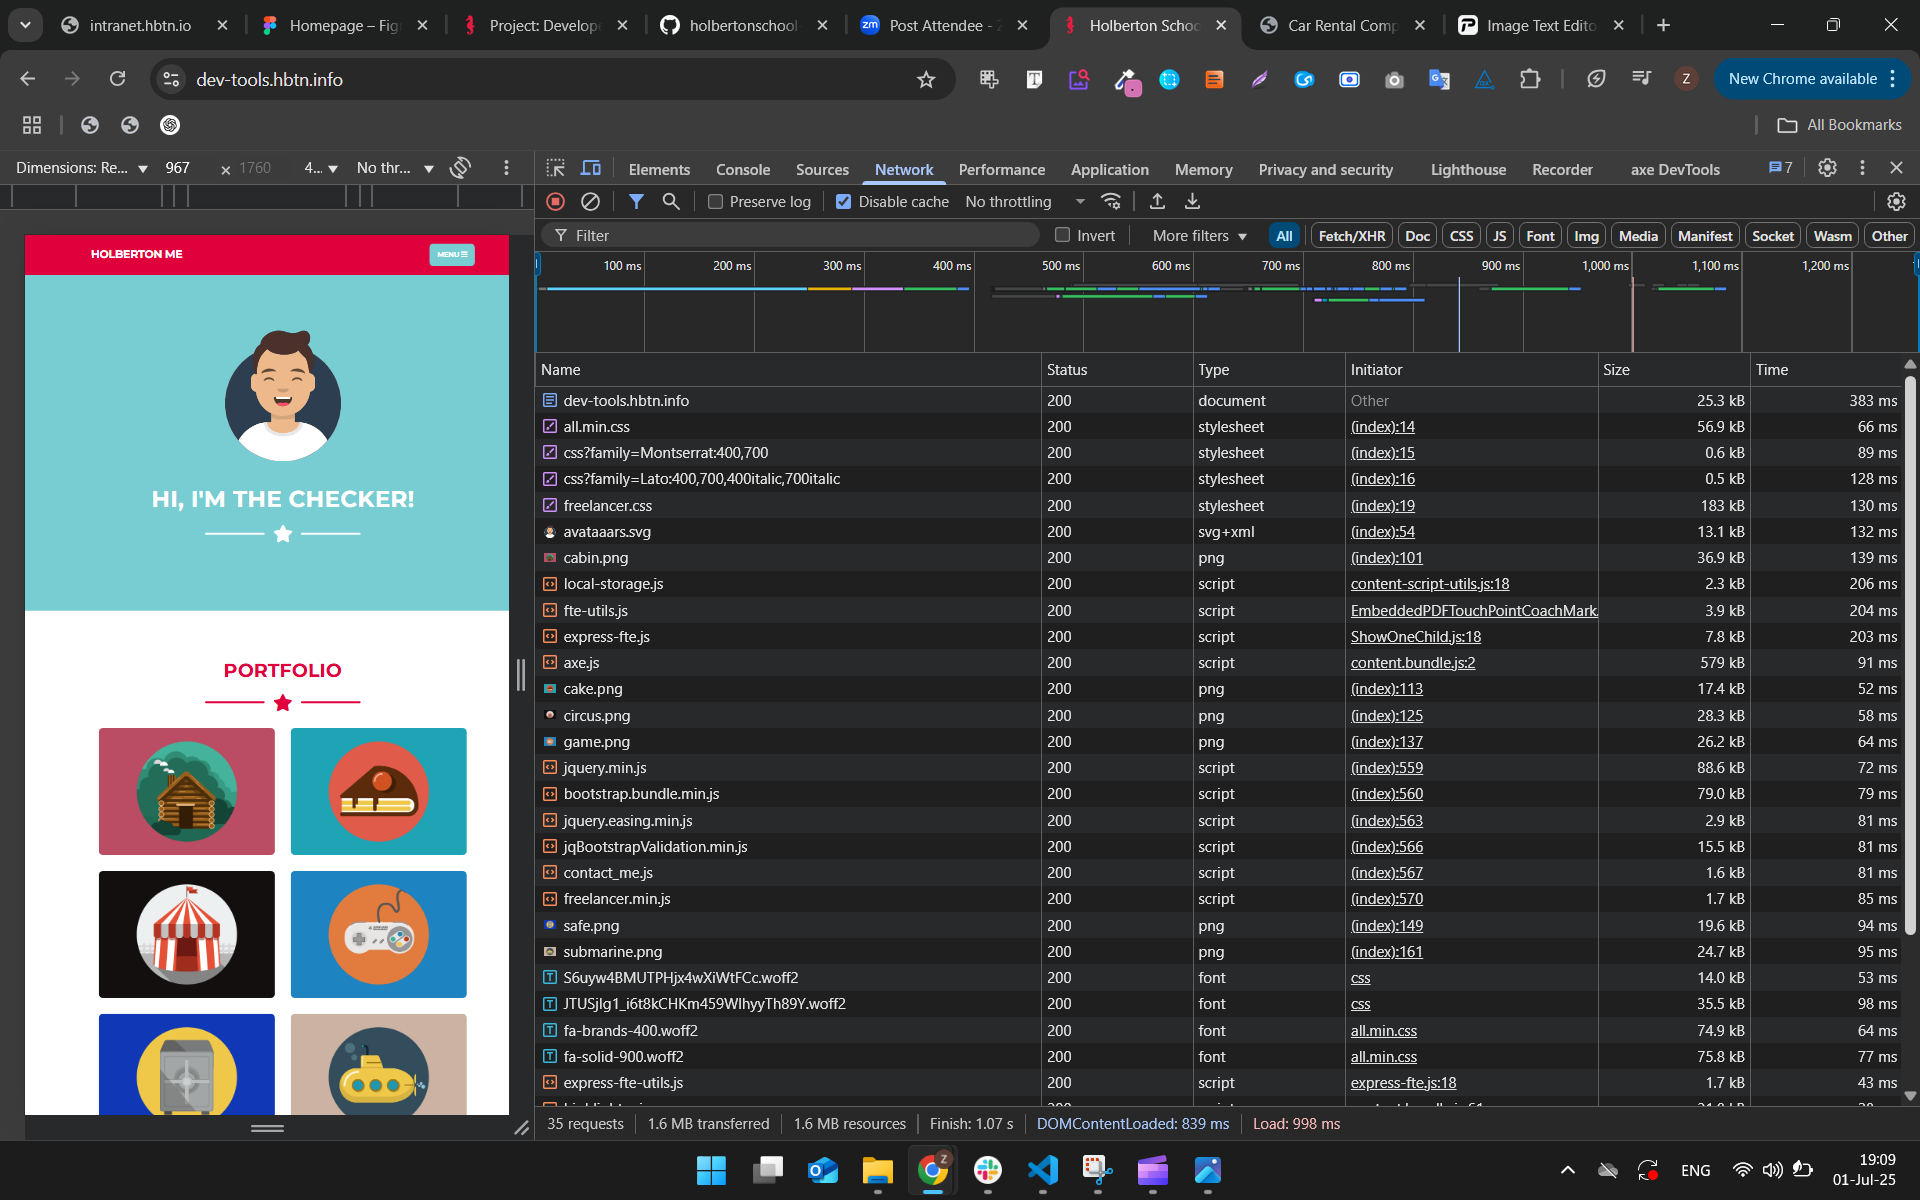 intranet.hbtn.io
Homepage – Fig
Project: Develop
holbertonschool-
zm
Post Attendee - Z
Holberton Schoo
Car Rental Comp
Image Text Edito
dev-tools.hbtn.info
Z
New Chrome available
All Bookmarks
Dimensions: Re...
967
×
1760
4...
No thr...
Elements
Console
Sources
Network
Performance
Application
Memory
Privacy and security
Lighthouse
Recorder
axe DevTools
7
Preserve log
Disable cache
No throttling
Filter
Invert
More filters
All
Fetch/XHR
Doc
CSS
JS
Font
Img
Media
Manifest
Socket
Wasm
Other
100 ms
200 ms
300 ms
400 ms
500 ms
600 ms
700 ms
800 ms
900 ms
1,000 ms
1,100 ms
1,200 ms
Name Status Type Initiator Size Time
dev-tools.hbtn.info 200 document Other 25.3 kB 383 ms
all.min.css 200 stylesheet (index):14 56.9 kB 66 ms
css?family=Montserrat:400,700 200 stylesheet (index):15 0.6 kB 89 ms
css?family=Lato:400,700,400italic,700italic 200 stylesheet (index):16 0.5 kB 128 ms
freelancer.css 200 stylesheet (index):19 183 kB 130 ms
avataaars.svg 200 svg+xml (index):54 13.1 kB 132 ms
cabin.png 200 png (index):101 36.9 kB 139 ms
local-storage.js 200 script content-script-utils.js:18 2.3 kB 206 ms
fte-utils.js 200 script EmbeddedPDFTouchPointCoachMark. 3.9 kB 204 ms
express-fte.js 200 script ShowOneChild.js:18 7.8 kB 203 ms
axe.js 200 script content.bundle.js:2 579 kB 91 ms
cake.png 200 png (index):113 17.4 kB 52 ms
circus.png 200 png (index):125 28.3 kB 58 ms
game.png 200 png (index):137 26.2 kB 64 ms
jquery.min.js 200 script (index):559 88.6 kB 72 ms
bootstrap.bundle.min.js 200 script (index):560 79.0 kB 79 ms
jquery.easing.min.js 200 script (index):563 2.9 kB 81 ms
jqBootstrapValidation.min.js 200 script (index):566 15.5 kB 81 ms
contact_me.js 200 script (index):567 1.6 kB 81 ms
freelancer.min.js 200 script (index):570 1.7 kB 85 ms
safe.png 200 png (index):149 19.6 kB 94 ms
submarine.png 200 png (index):161 24.7 kB 95 ms
S6uyw4BMUTPHjx4wXiWtFCc.woff2 200 font css 14.0 kB 53 ms
JTUSjIg1_i6t8kCHKm459WlhyyTh89Y.woff2 200 font css 35.5 kB 98 ms
fa-brands-400.woff2 200 font all.min.css 74.9 kB 64 ms
fa-solid-900.woff2 200 font all.min.css 75.8 kB 77 ms
express-fte-utils.js 200 script express-fte.js:18 1.7 kB 43 ms
35 requests
1.6 MB transferred
1.6 MB resources
Finish: 1.07 s
DOMContentLoaded: 839 ms
Load: 998 ms
HOLBERTON ME
MENU
HI, I'M THE CHECKER!
PORTFOLIO
Z
ENG
19:09
01-Jul-25